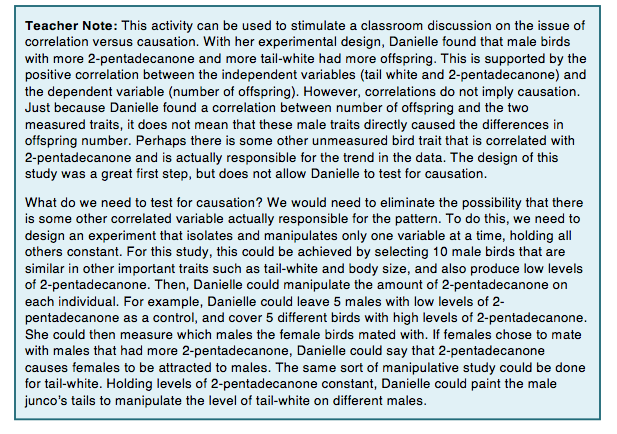 Teacher Note: This activity can be used to stimulate a classroom discussion on the issue of
correlation versus causation. With her experimental design, Danielle found that male birds
with more 2-pentadecanone and more tail-white had more offspring. This is supported by the
positive correlation between the independent variables (tail white and 2-pentadecanone) and
the dependent variable (number of offspring). However, correlations do not imply causation.
Just because Danielle found a correlation between number of offspring and the two
measured traits, it does not mean that these male traits directly caused the differences in
offspring number. Perhaps there is some other unmeasured bird trait that is correlated with
2-pentadecanone and is actually responsible for the trend in the data. The design of this
study was a great first step, but does not allow Danielle to test for causation.
What do we need to test for causation? We would need to eliminate the possibility that there
is some other correlated variable actually responsible for the pattern. To do this, we need to
design an experiment that isolates and manipulates only one variable at a time, holding all
others constant. For this study, this could be achieved by selecting 10 male birds that are
similar in other important traits such as tail-white and body size, and also produce low levels
of 2-pentadecanone. Then, Danielle could manipulate the amount of 2-pentadecanone on
each individual. For example, Danielle could leave 5 males with low levels of 2-
pentadecanone as a control, and cover 5 different birds with high levels of 2-pentadecanone.
She could then measure which males the female birds mated with. If females chose to mate
with males that had more 2-pentadecanone, Danielle could say that 2-pentadecanone
causes females to be attracted to males. The same sort of manipulative study could be done
for tail-white. Holding levels of 2-pentadecanone constant, Danielle could paint the male
junco's tails to manipulate the level of tail-white on different males.